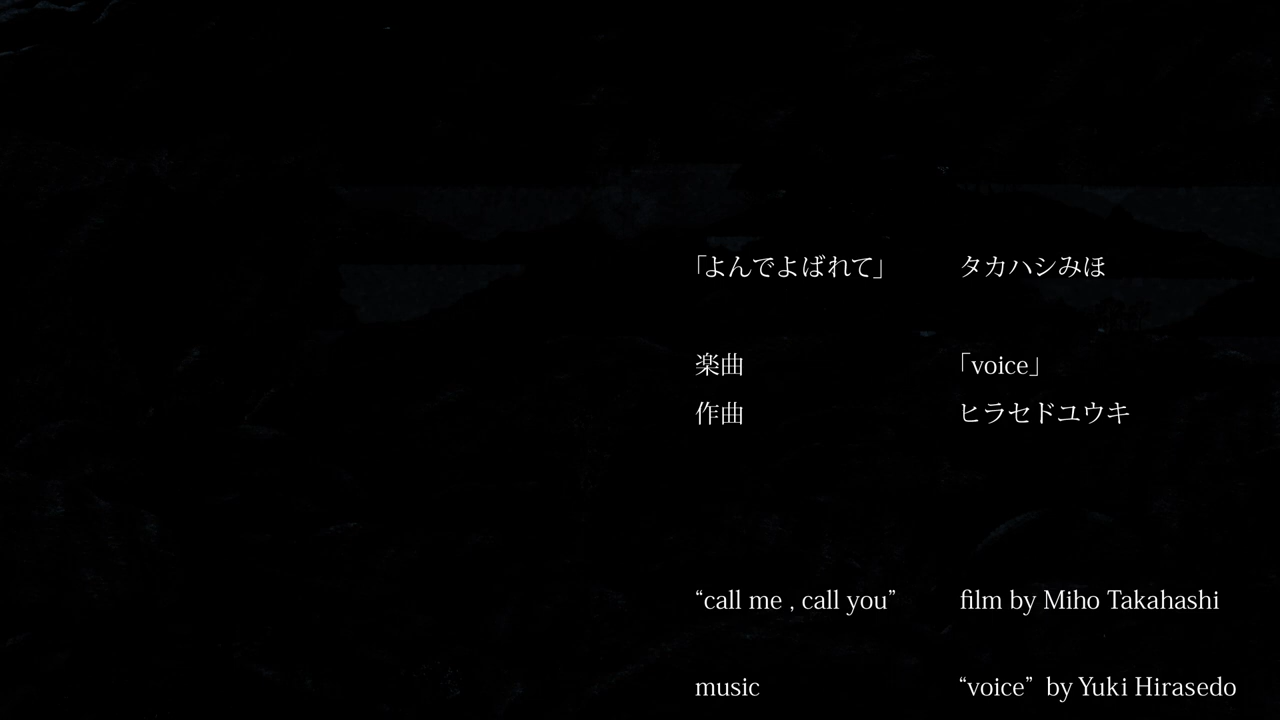 「よんでよばれて」 タカハシみほ
楽曲 「voice」
作曲 ヒラセドユウキ
“call me , call you” film by Miho Takahashi
music “voice” by Yuki Hirasedo